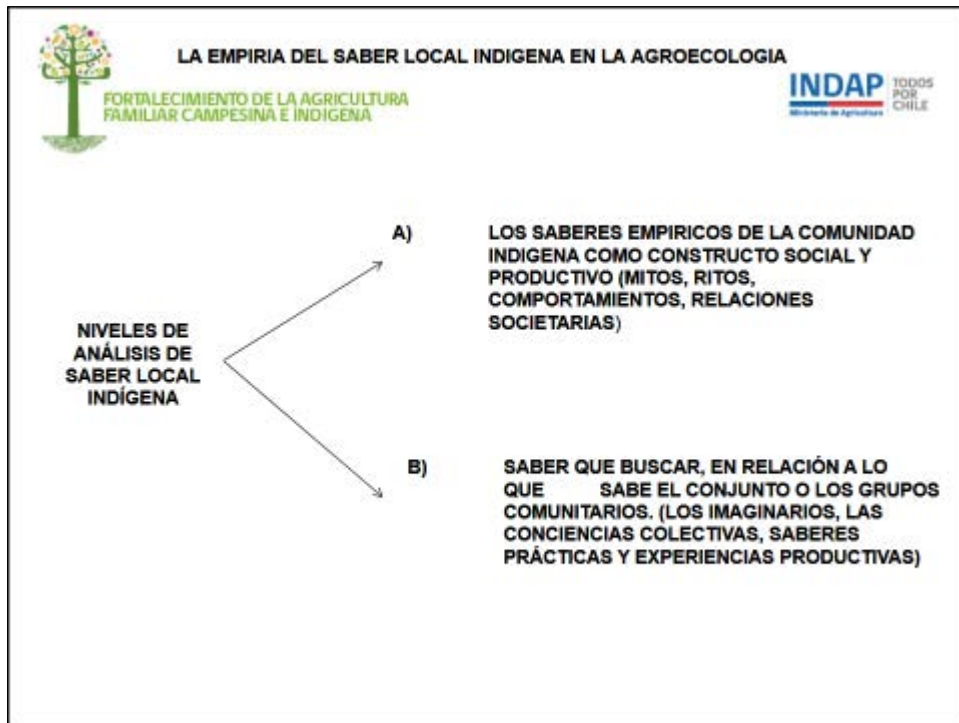 LA EMPIRIA DEL SABER LOCAL INDIGENA EN LA AGROECOLOGIA
FORTALECIMIENTO DE LA AGRICULTURA
FAMILIAR CAMPESINA E INDIGENA
INDAP
Ministerio de Agricultura
TODOS
POR
CHILE
A)
LOS SABERES EMPIRICOS DE LA COMUNIDAD
INDIGENA COMO CONSTRUCTO SOCIAL Y
PRODUCTIVO (MITOS, RITOS,
COMPORTAMIENTOS, RELACIONES
SOCIETARIAS)
NIVELES DE
ANÁLISIS DE
SABER LOCAL
INDÍGENA
B)
SABER QUE BUSCAR, EN RELACIÓN A LO
QUE SABE EL CONJUNTO O LOS GRUPOS
COMUNITARIOS. (LOS IMAGINARIOS, LAS
CONCIENCIAS COLECTIVAS, SABERES
PRÁCTICAS Y EXPERIENCIAS PRODUCTIVAS)